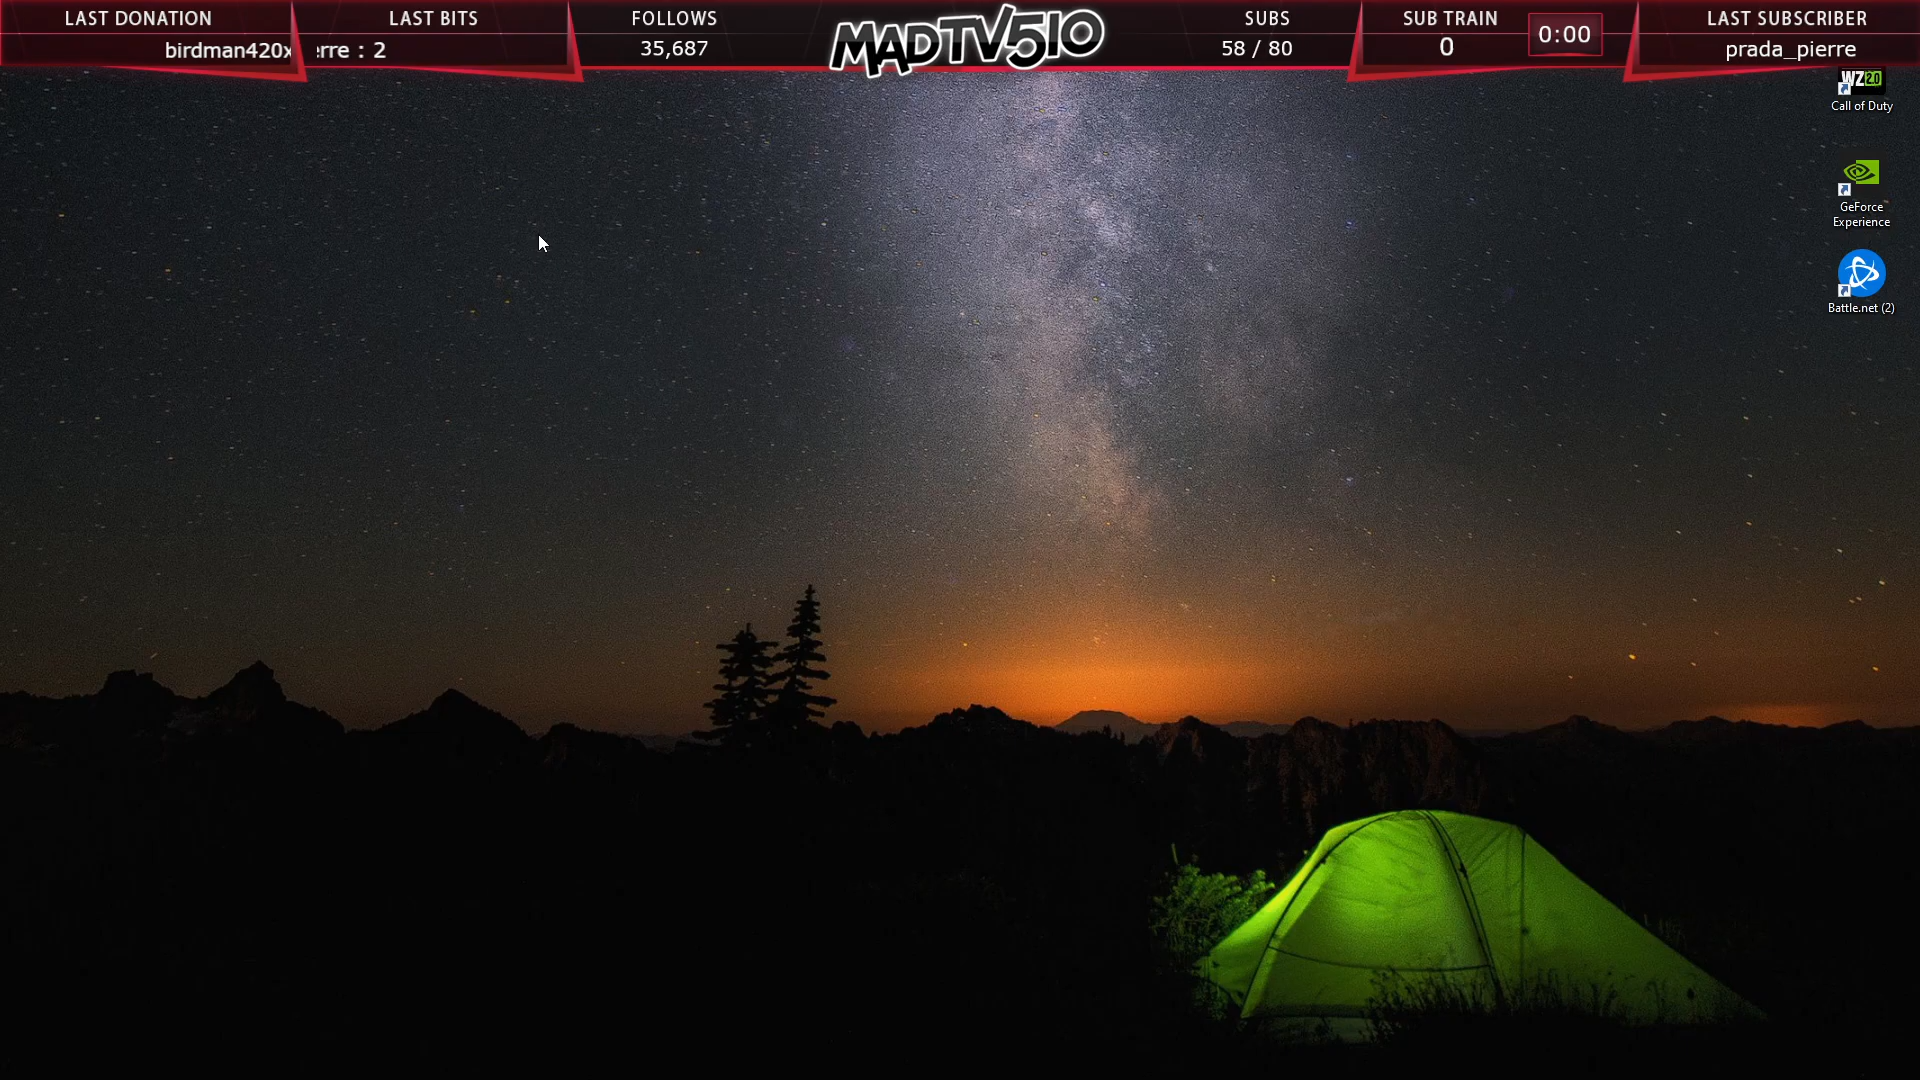 LAST DONATION
birdman420x
LAST BITS
erre : 2
FOLLOWS
35,687
MADTV510
SUBS
58 / 80
SUB TRAIN
0
0:00
LAST SUBSCRIBER
prada_pierre
WZ2.0
Call of Duty
GeForce
Experience
Battle.net (2)